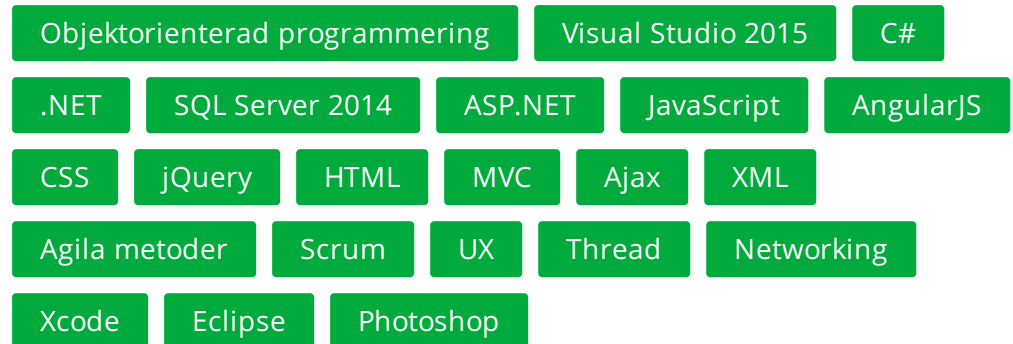 Objektorienterad programmering Visual Studio 2015 C#
.NET SQL Server 2014 ASP.NET JavaScript AngularJS
CSS jQuery HTML MVC Ajax XML
Agila metoder Scrum UX Thread Networking
Xcode Eclipse Photoshop